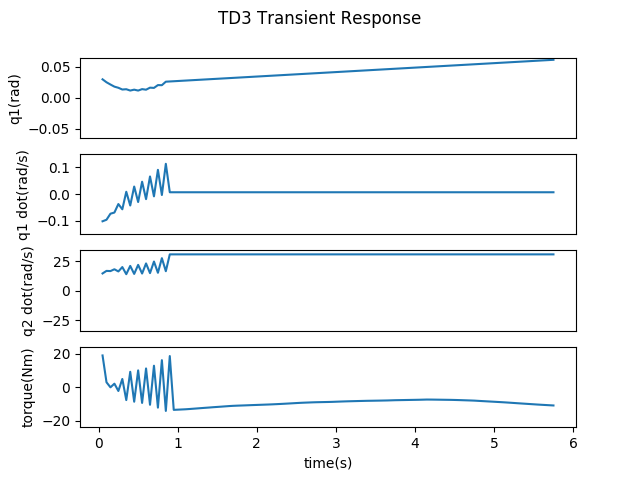 TD3 Transient Response
q1(rad)
0.05
0.00
−0.05
q1 dot(rad/s)
0.1
0.0
−0.1
q2 dot(rad/s)
25
0
−25
torque(Nm)
20
0
−20
0 1 2 3 4 5 6
time(s)